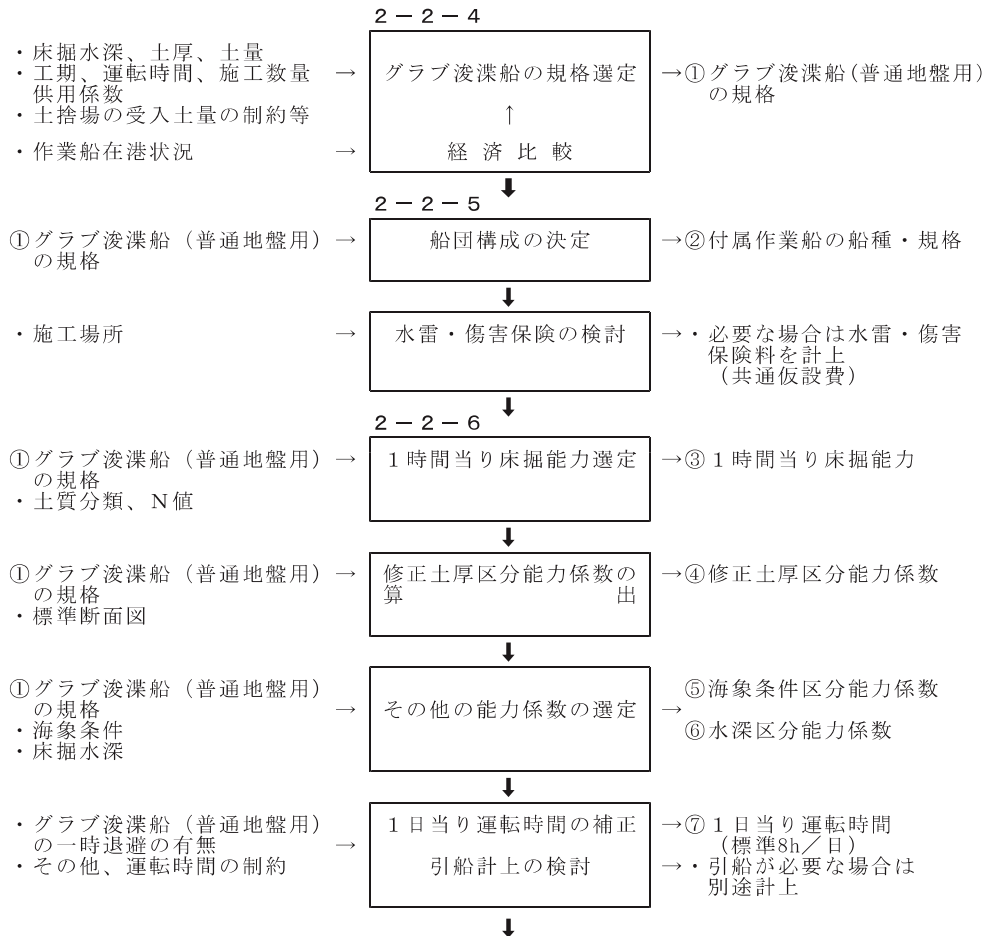 2－2－4
・床掘水深、土厚、土量
・工期、運転時間、施工数量
供用係数
・土捨場の受入土量の制約等
・作業船在港状況
→
→
グラブ浚渫船の規格選定
↑
経 済 比 較
→①グラブ浚渫船(普通地盤用)
の規格
2－2－5
①グラブ浚渫船（普通地盤用）→
の規格
船団構成の決定
→②付属作業船の船種・規格
・施工場所
→
水雷・傷害保険の検討
→・必要な場合は水雷・傷害
保険料を計上
（共通仮設費）
2－2－6
①グラブ浚渫船（普通地盤用）→
の規格
・土質分類、Ｎ値
１時間当り床掘能力選定
→③１時間当り床掘能力
①グラブ浚渫船（普通地盤用）→
の規格
・標準断面図
修正土厚区分能力係数の
算 出
→④修正土厚区分能力係数
①グラブ浚渫船（普通地盤用）
の規格
・海象条件
・床掘水深
→
その他の能力係数の選定
→
⑤海象条件区分能力係数
⑥水深区分能力係数
・グラブ浚渫船（普通地盤用）
の一時退避の有無
・その他、運転時間の制約
→
１日当り運転時間の補正
引船計上の検討
→⑦１日当り運転時間
（標準8h／日）
→・引船が必要な場合は
別途計上